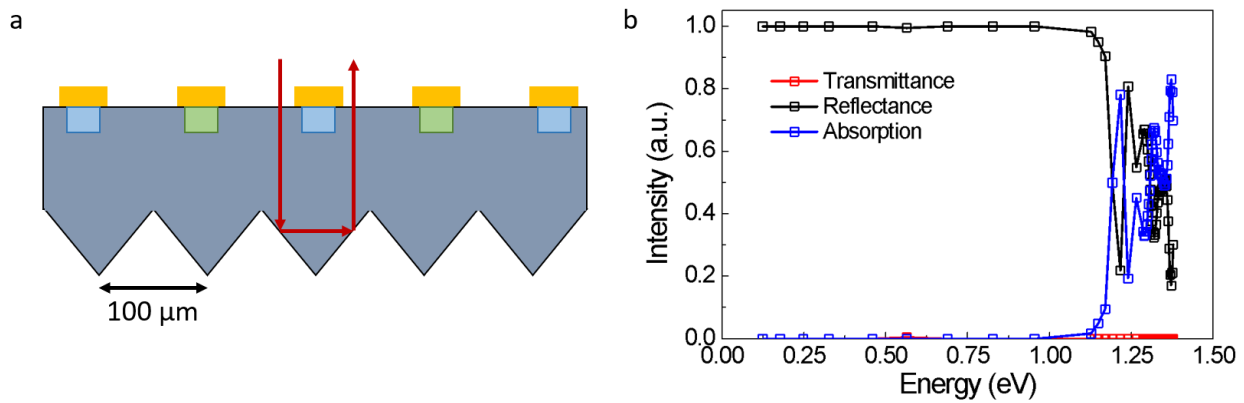 a
100 µm
b
Intensity (a.u.)
1.0
0.8
0.6
0.4
0.2
0.0
Transmittance
Reflectance
Absorption
0.00 0.25 0.50 0.75 1.00 1.25 1.50
Energy (eV)